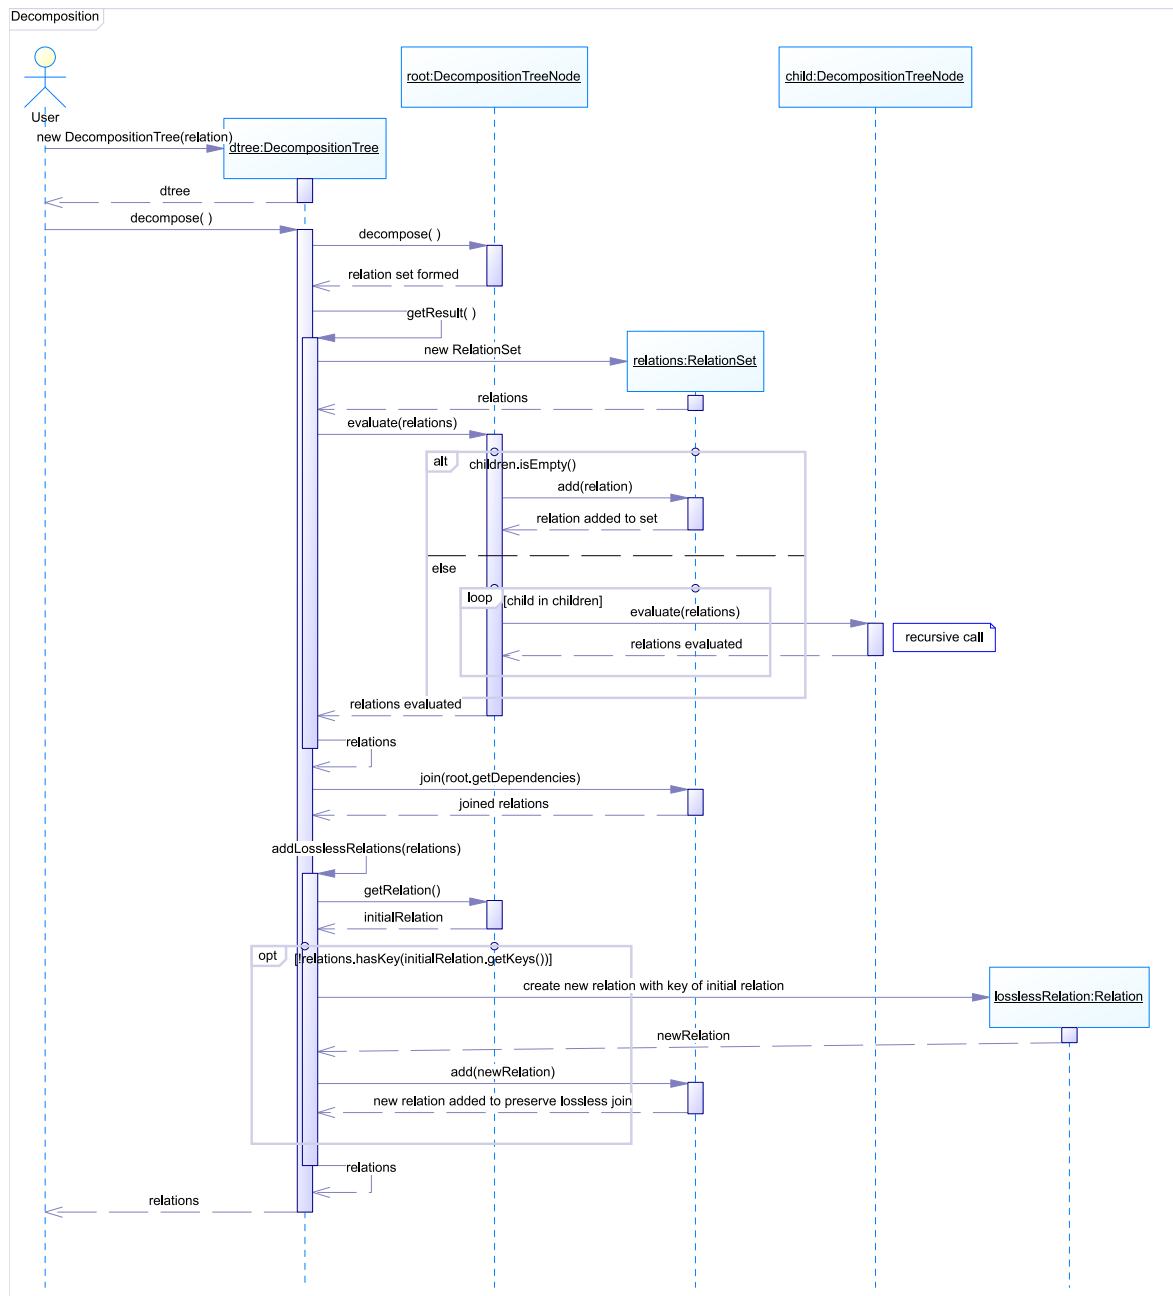 Decomposition
root:DecompositionTreeNode
child:DecompositionTreeNode
User
new DecompositionTree(relation)
dtree:DecompositionTree
dtree
decompose( )
decompose( )
relation set formed
getResult( )
new RelationSet
relations:RelationSet
relations
evaluate(relations)
alt
children.isEmpty()
add(relation)
relation added to set
else
loop
[child in children]
evaluate(relations)
recursive call
relations evaluated
relations evaluated
relations
join(root.getDependencies)
joined relations
addLosslessRelations(relations)
getRelation()
initialRelation
opt
[!relations.hasKey(initialRelation.getKeys())]
create new relation with key of initial relation
losslessRelation:Relation
newRelation
add(newRelation)
new relation added to preserve lossless join
relations
relations